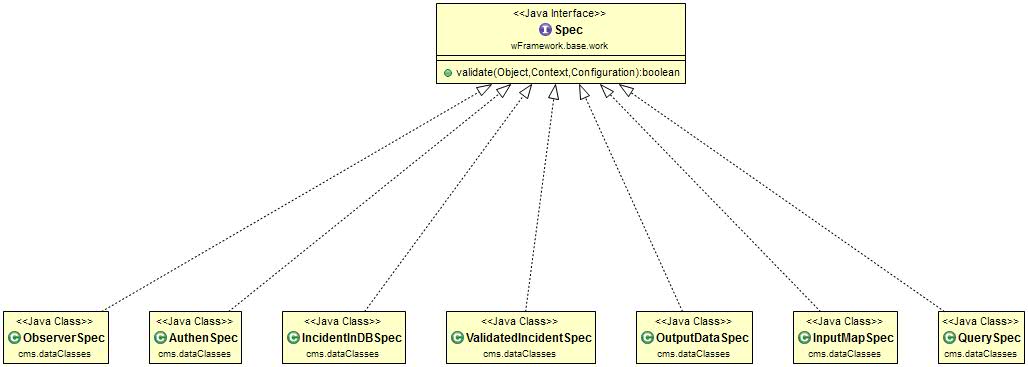 <<Java Interface>>
I Spec
wFramework.base.work
validate(Object,Context,Configuration):boolean
<<Java Class>>
C ObserverSpec
cms.dataClasses
<<Java Class>>
C AuthenSpec
cms.dataClasses
<<Java Class>>
C IncidentInDBSpec
cms.dataClasses
<<Java Class>>
C ValidatedIncidentSpec
cms.dataClasses
<<Java Class>>
C OutputDataSpec
cms.dataClasses
<<Java Class>>
C InputMapSpec
cms.dataClasses
<<Java Class>>
C QuerySpec
cms.dataClasses